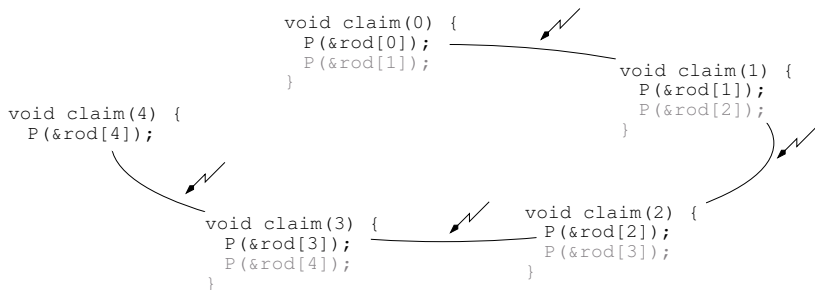 void claim(0) {
P(&rod[0]);
P(&rod[1]);
}
void claim(1) {
P(&rod[1]);
P(&rod[2]);
}
void claim(4) {
P(&rod[4]);
void claim(2) {
P(&rod[2]);
P(&rod[3]);
}
void claim(3) {
P(&rod[3]);
P(&rod[4]);
}